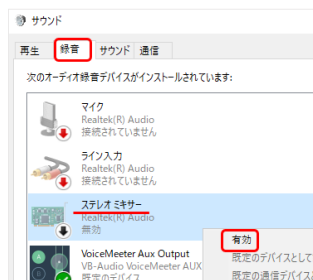 サウンド
再生 録音 サウンド 通信
次のオーディオ録音デバイスがインストールされています:
マイク
Realtek(R) Audio
接続されていません
ライン入力
Realtek(R) Audio
接続されていません
ステレオ ミキサー
Realtek(R) Audio
無効
有効
既定のデバイスとして
既定の通信デバイス
VoiceMeeter Aux Output
VB-Audio VoiceMeeter AUX
既定のデバイス